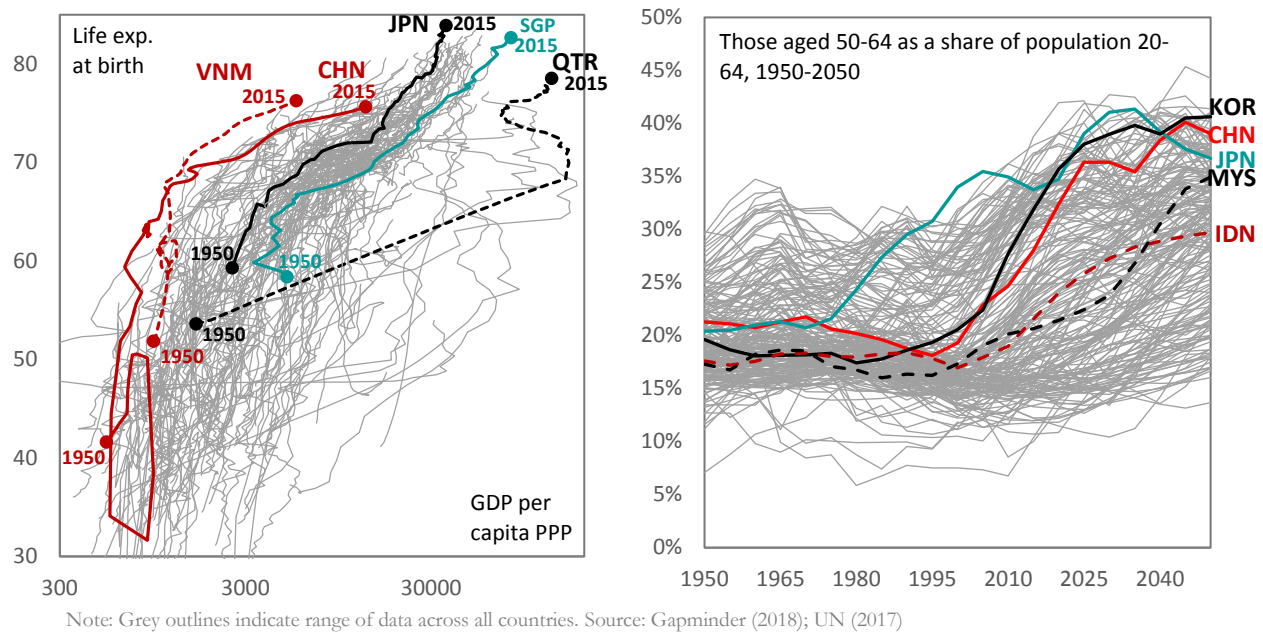 Life exp.
at birth
JPN
2015
SGP
2015
QTR
2015
VNM
2015
CHN
2015
1950
1950
1950
1950
1950
GDP per
capita PPP
80
70
60
50
40
30
300
3000
30000
Those aged 50-64 as a share of population 20-
64, 1950-2050
50%
45%
40%
35%
30%
25%
20%
15%
10%
5%
0%
KOR
CHN
JPN
MYS
IDN
1950
1965
1980
1995
2010
2025
2040
Note: Grey outlines indicate range of data across all countries. Source: Gapminder (2018); UN (2017)